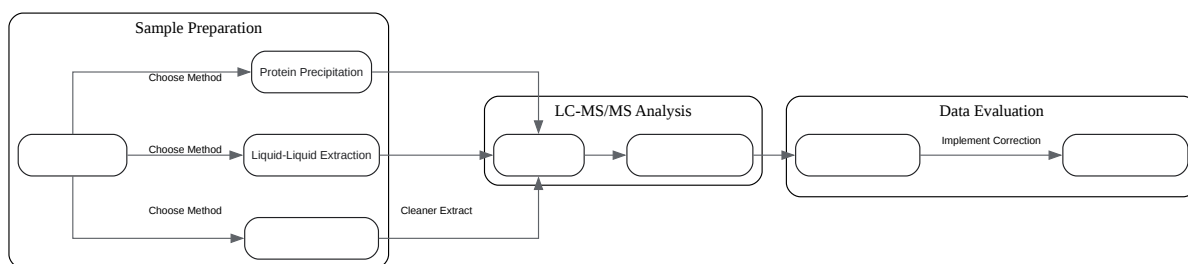 Sample Preparation
Choose Method
Protein Precipitation
Choose Method
Liquid-Liquid Extraction
Choose Method
Cleaner Extract
LC-MS/MS Analysis
Data Evaluation
Implement Correction